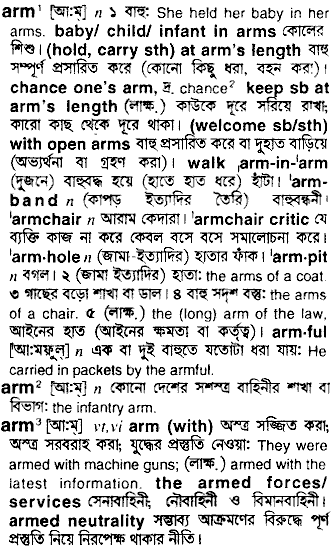 arm¹ [আ:ম্] n ১ বাহু: She held her baby in her
arms. baby/ child/ infant in arms কোলের
শিশু। (hold, carry sth) at arm's length বাহু
সম্পূর্ণ প্রসারিত করে (কোনো কিছু ধরা, বহন করা)।
chance one's arm, দ্র. chance² keep sb at
arm's length (লাক্ষ.) কাউকে দূরে সরিয়ে রাখা;
কারো কাছ থেকে দূরে থাকা। (welcome sb/sth)
with open arms বাহু প্রসারিত করে বা দুহাত বাড়িয়ে
(অভ্যর্থনা বা গ্রহণ করা)। walk ˌarm-in-ˈarm
(দুজনে) বাহুবদ্ধ হয়ে (হাতে হাত ধরে) হাঁটা। ˈarm-
band n (কাপড় ইত্যাদির তৈরি) বাহুবন্ধনী।
ˈarmchair n আরাম কেদারা। ˈarmchair critic যে
ব্যক্তি কাজ না করে কেবল বসে বসে সমালোচনা করে।
ˈarm·hole n (জামা-ইত্যাদির) হাতার ফাঁক। ˈarm·pit
n বগল। ২ (জামা ইত্যাদির) হাতা: the arms of a coat.
৩ গাছের বড়ো শাখা বা ডাল। ৪ বাহু সদৃশ বস্তু: the arms
of a chair. ৫ (লাক্ষ.) the (long) arm of the law,
আইনের হাত (আইনের ক্ষমতা বা কর্তৃত্ব)। arm·ful
[আ:মফুল্] n এক বা দুই বাহুতে যতোটা ধরা যায়: He
carried in packets by the armful.
arm² [আ:ম্] n কোনো দেশের সশস্ত্র বাহিনীর শাখা বা
বিভাগ: the infantry arm.
arm³ [আ:ম্] vt,vi arm (with) অস্ত্র সজ্জিত করা;
অস্ত্র সরবরাহ করা; যুদ্ধের প্রস্তুতি নেওয়া: They were
armed with machine guns; (লাক্ষ.) armed with the
latest information. the armed forces/
services সেনাবাহিনী; নৌবাহিনী ও বিমানবাহিনী।
armed neutrality সম্ভাব্য আক্রমণের বিরুদ্ধে পূর্ণ
প্রস্তুতি নিয়ে নিরপেক্ষ থাকার নীতি।